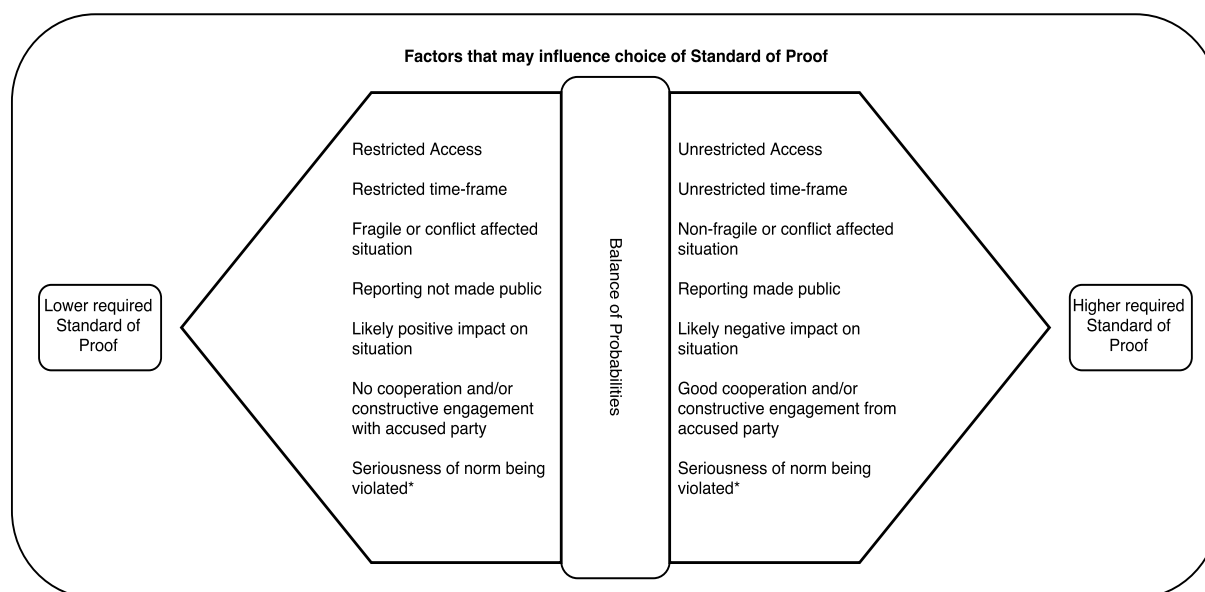 Factors that may influence choice of Standard of Proof
Lower required
Standard of
Proof
Restricted Access
Restricted time-frame
Fragile or conflict affected
situation
Reporting not made public
Likely positive impact on
situation
No cooperation and/or
constructive engagement
with accused party
Seriousness of norm being
violated*
Balance of Probabilities
Unrestricted Access
Unrestricted time-frame
Non-fragile or conflict affected
situation
Reporting made public
Likely negative impact on
situation
Good cooperation and/or
constructive engagement from
accused party
Seriousness of norm being
violated*
Higher required
Standard of
Proof